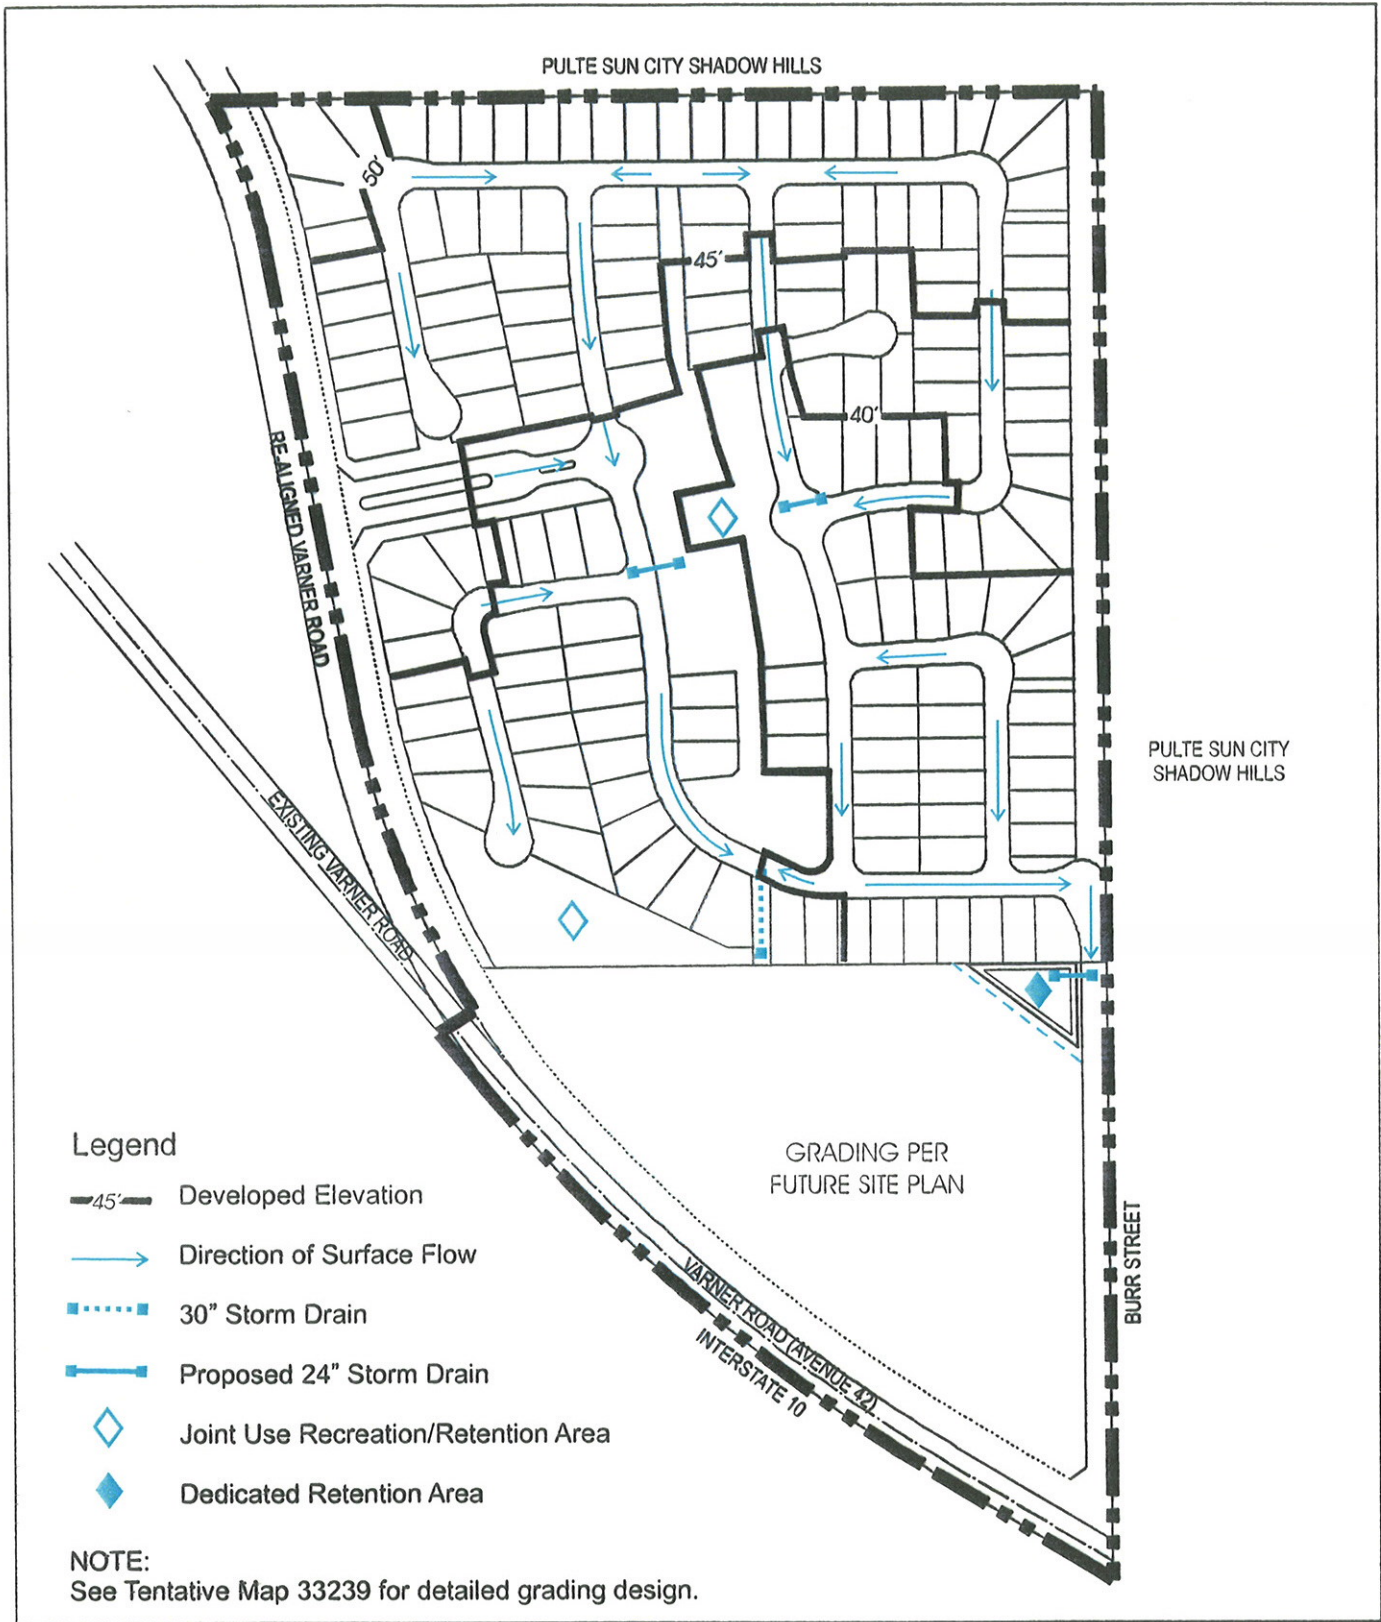 PULTE SUN CITY SHADOW HILLS
50'
45'
40'
RE-ALIGNED VARNER ROAD
EXISTING VARNER ROAD
PULTE SUN CITY
SHADOW HILLS
GRADING PER
FUTURE SITE PLAN
BURR STREET
VARNER ROAD (AVENUE 42)
INTERSTATE 10
Legend
45' Developed Elevation
Direction of Surface Flow
30” Storm Drain
Proposed 24” Storm Drain
Joint Use Recreation/Retention Area
Dedicated Retention Area
NOTE:
See Tentative Map 33239 for detailed grading design.